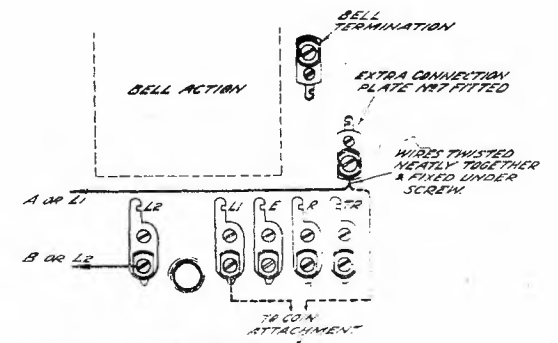 BELL
TERMINATION
BELL ACTION
EXTRA CONNECTION
PLATE Nº7 FITTED
WIRES TWISTED
NEATLY TOGETHER
& FIXED UNDER
SCREW.
A OR L1
L2
L1
E
R
TR
B OR L2
TO COIN
ATTACHMENT